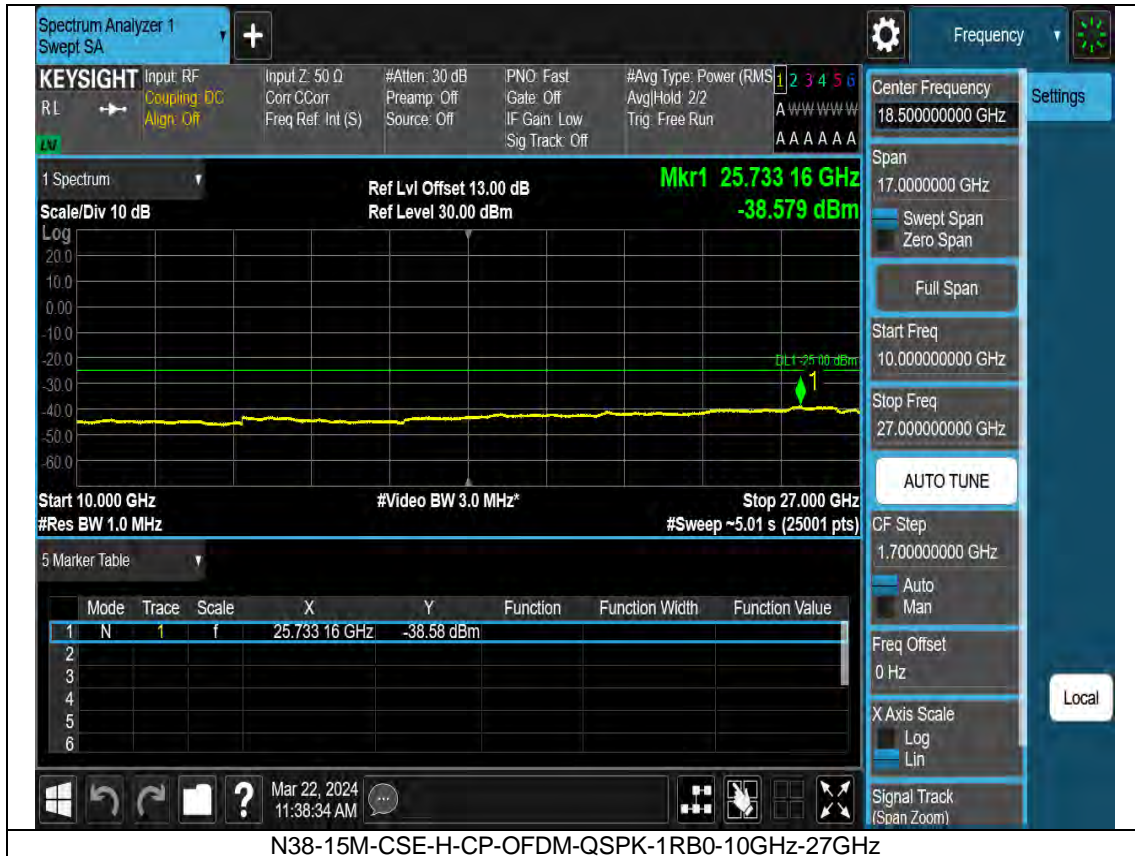 Spectrum Analyzer 1
Swept SA
+
Frequency
KEYSIGHT
RL
LXI
Input: RF
Coupling: DC
Align: Off
Input Z: 50 Ω
Corr CCorr
Freq Ref: Int (S)
#Atten: 30 dB
Preamp: Off
Source: Off
PNO: Fast
Gate: Off
IF Gain: Low
Sig Track: Off
#Avg Type: Power (RMS
Avg|Hold: 2/2
Trig: Free Run
1 2 3 4 5 6
A W W W W W
A A A A A A
1 Spectrum
Scale/Div 10 dB
Ref Lvl Offset 13.00 dB
Ref Level 30.00 dBm
Mkr1 25.733 16 GHz
-38.579 dBm
Log
20.0
10.0
0.00
-10.0
-20.0
-30.0
-40.0
-50.0
-60.0
DL1 -25.00 dBm
1
Start 10.000 GHz
#Video BW 3.0 MHz*
Stop 27.000 GHz
#Res BW 1.0 MHz
#Sweep ~5.01 s (25001 pts)
5 Marker Table
Mode Trace Scale X Y Function Function Width Function Value
1 N 1 f 25.733 16 GHz -38.58 dBm
2
3
4
5
6
Mar 22, 2024
11:38:34 AM
?
Center Frequency
18.500000000 GHz
Settings
Span
17.0000000 GHz
Swept Span
Zero Span
Full Span
Start Freq
10.000000000 GHz
Stop Freq
27.000000000 GHz
AUTO TUNE
CF Step
1.700000000 GHz
Auto
Man
Freq Offset
0 Hz
X Axis Scale
Log
Lin
Local
Signal Track
(Span Zoom)
N38-15M-CSE-H-CP-OFDM-QSPK-1RB0-10GHz-27GHz